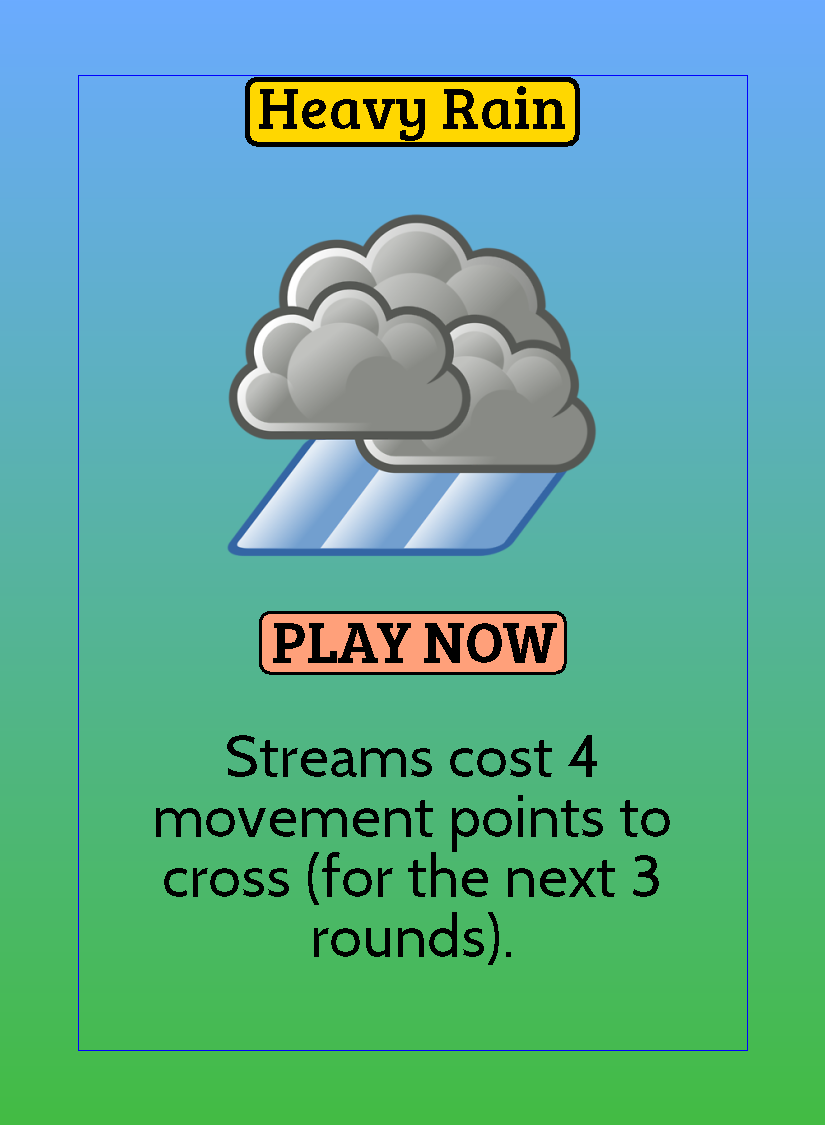 Heavy Rain
PLAY NOW
Streams cost 4
movement points to
cross (for the next 3
rounds).